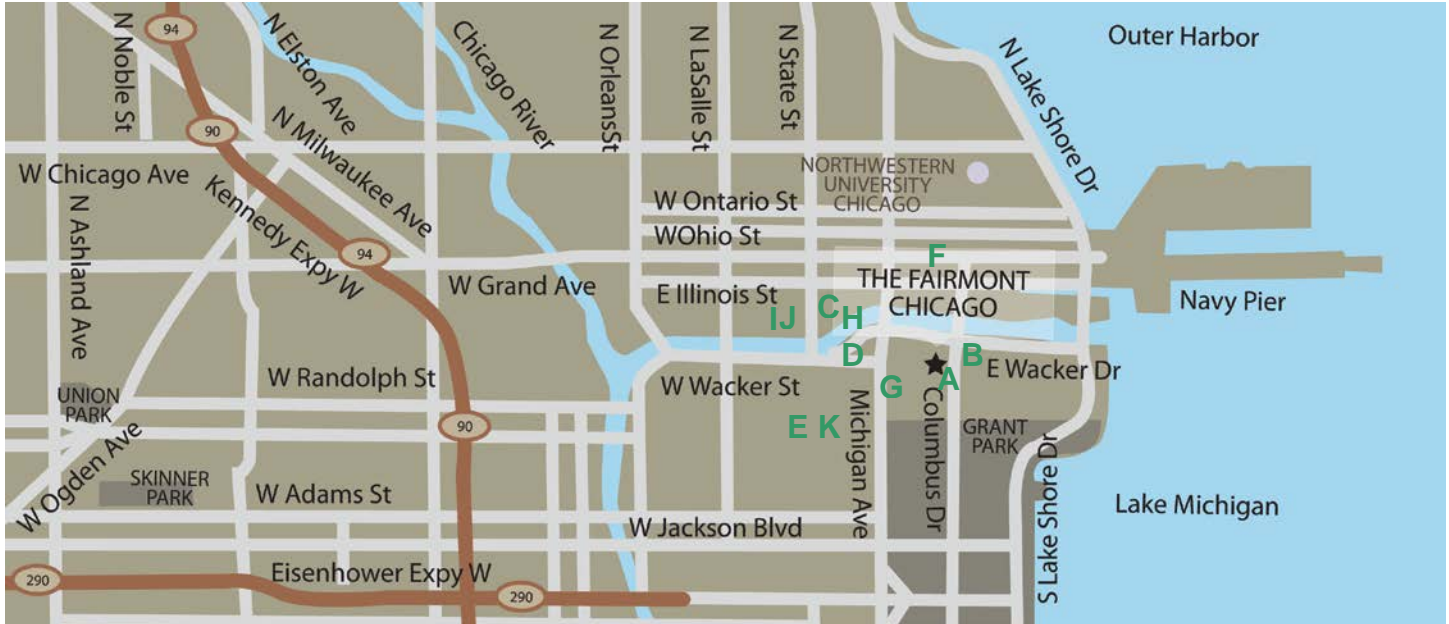 94
N Noble St
N Elston Ave
Chicago River
N OrleansSt
N LaSalle St
N State St
N Lake Shore Dr
Outer Harbor
90
N Milwaukee Ave
W Chicago Ave
NORTHWESTERN
UNIVERSITY
CHICAGO
Kennedy Expy W
N Ashland Ave
W Ontario St
WOhio St
94
F
W Grand Ave
E Illinois St
THE FAIRMONT
CHICAGO
Navy Pier
IJ
C
H
D
B
W Randolph St
W Wacker St
G
A
E Wacker Dr
UNION
PARK
90
E K
Michigan Ave
Columbus Dr
GRANT
PARK
W Ogden Ave
SKINNER
PARK
W Adams St
W Jackson Blvd
S Lake Shore Dr
Lake Michigan
290
Eisenhower Expy W
290